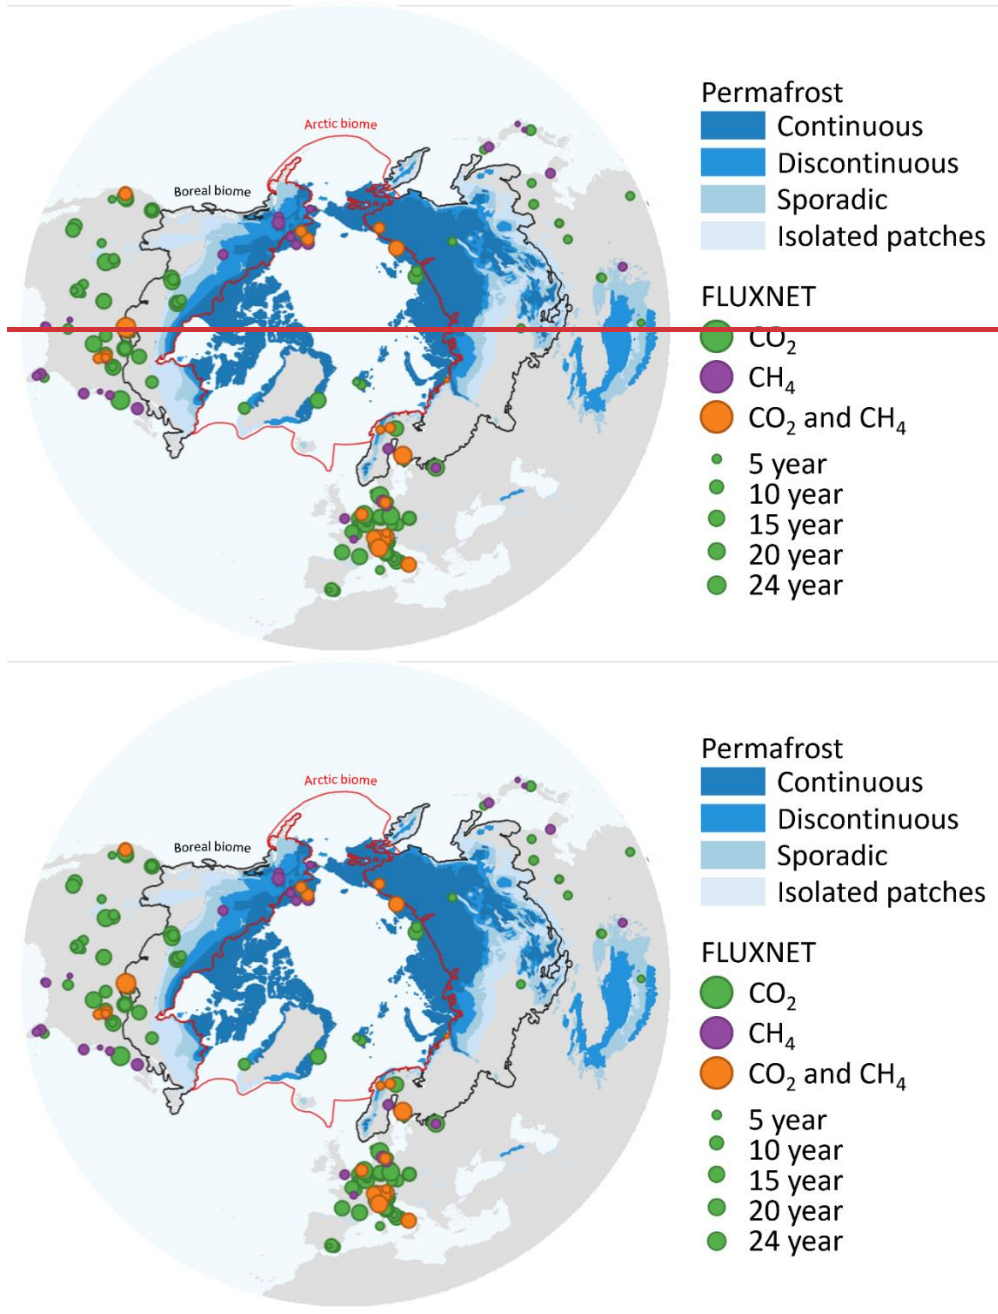 Permafrost
Continuous
Discontinuous
Sporadic
Isolated patches
Arctic biome
Boreal biome
FLUXNET
CO₂
CH₄
CO₂ and CH₄
5 year
10 year
15 year
20 year
24 year
Permafrost
Continuous
Discontinuous
Sporadic
Isolated patches
Arctic biome
Boreal biome
FLUXNET
CO₂
CH₄
CO₂ and CH₄
5 year
10 year
15 year
20 year
24 year